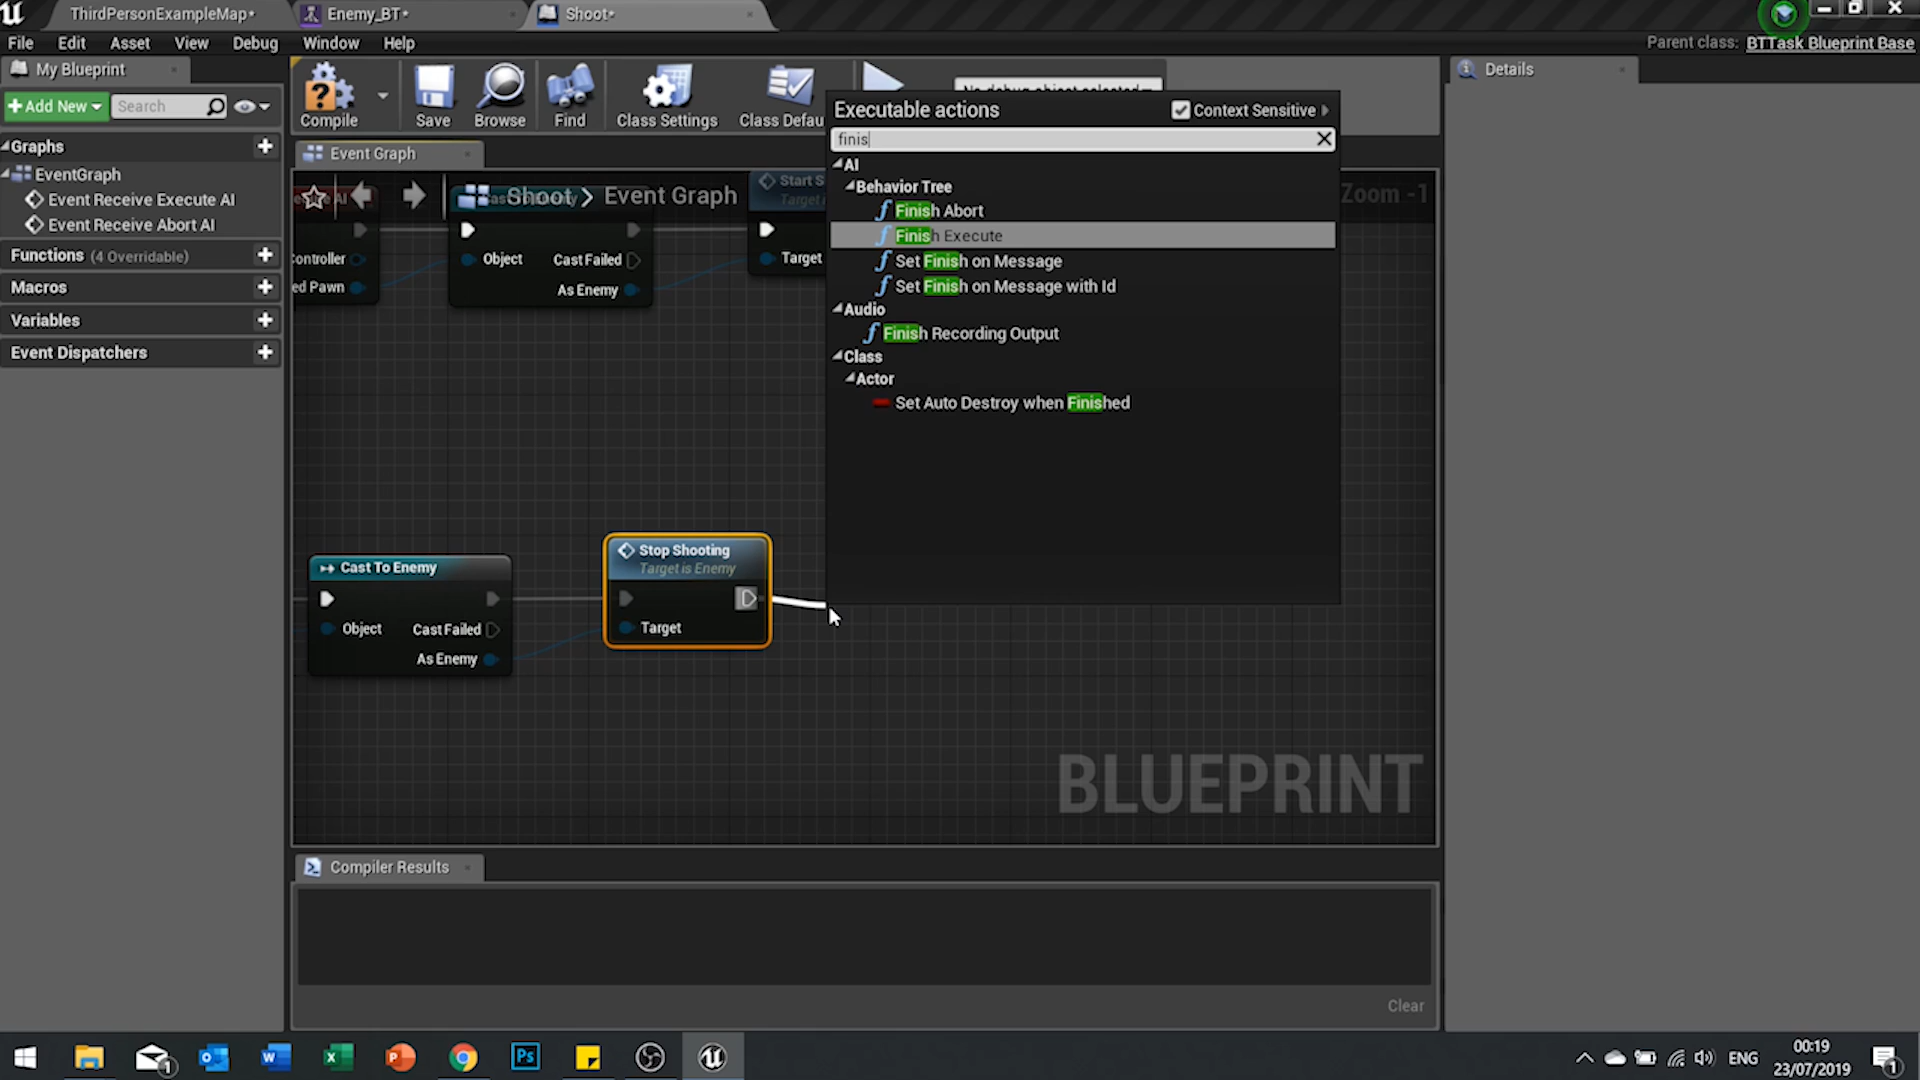 ThirdPersonExampleMap*
Enemy_BT*
Shoot*
File Edit Asset View Debug Window Help
Parent class: BTTask Blueprint Base
My Blueprint
Add New
Search
Graphs
EventGraph
Event Receive Execute AI
Event Receive Abort AI
Functions (4 Overridable)
Macros
Variables
Event Dispatchers
Compile
Save
Browse
Find
Class Settings
Class Defau
Event Graph
Shoot > Event Graph
Zoom -1
Controller
ed Pawn
Object
Cast Failed
As Enemy
Start S
Target
Target
Executable actions
Context Sensitive
finis
AI
Behavior Tree
Finish Abort
Finish Execute
Set Finish on Message
Set Finish on Message with Id
Audio
Finish Recording Output
Class
Actor
Set Auto Destroy when Finished
Cast To Enemy
Object
Cast Failed
As Enemy
Stop Shooting
Target is Enemy
Target
BLUEPRINT
Compiler Results
Clear
Details
ENG
00:19
23/07/2019